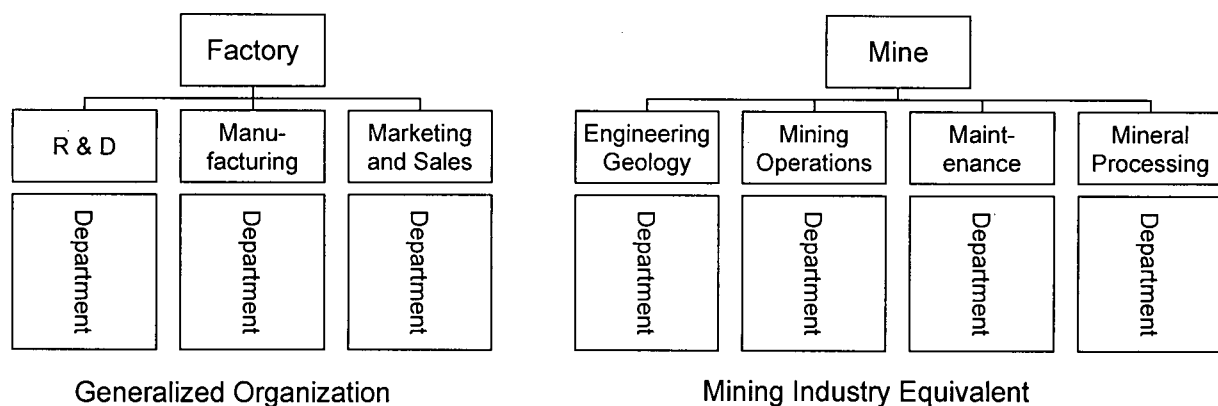 Factory
R & D
Manu-
facturing
Marketing
and Sales
Department
Department
Department
Generalized Organization
Mine
Engineering
Geology
Mining
Operations
Maint-
enance
Mineral
Processing
Department
Department
Department
Department
Mining Industry Equivalent